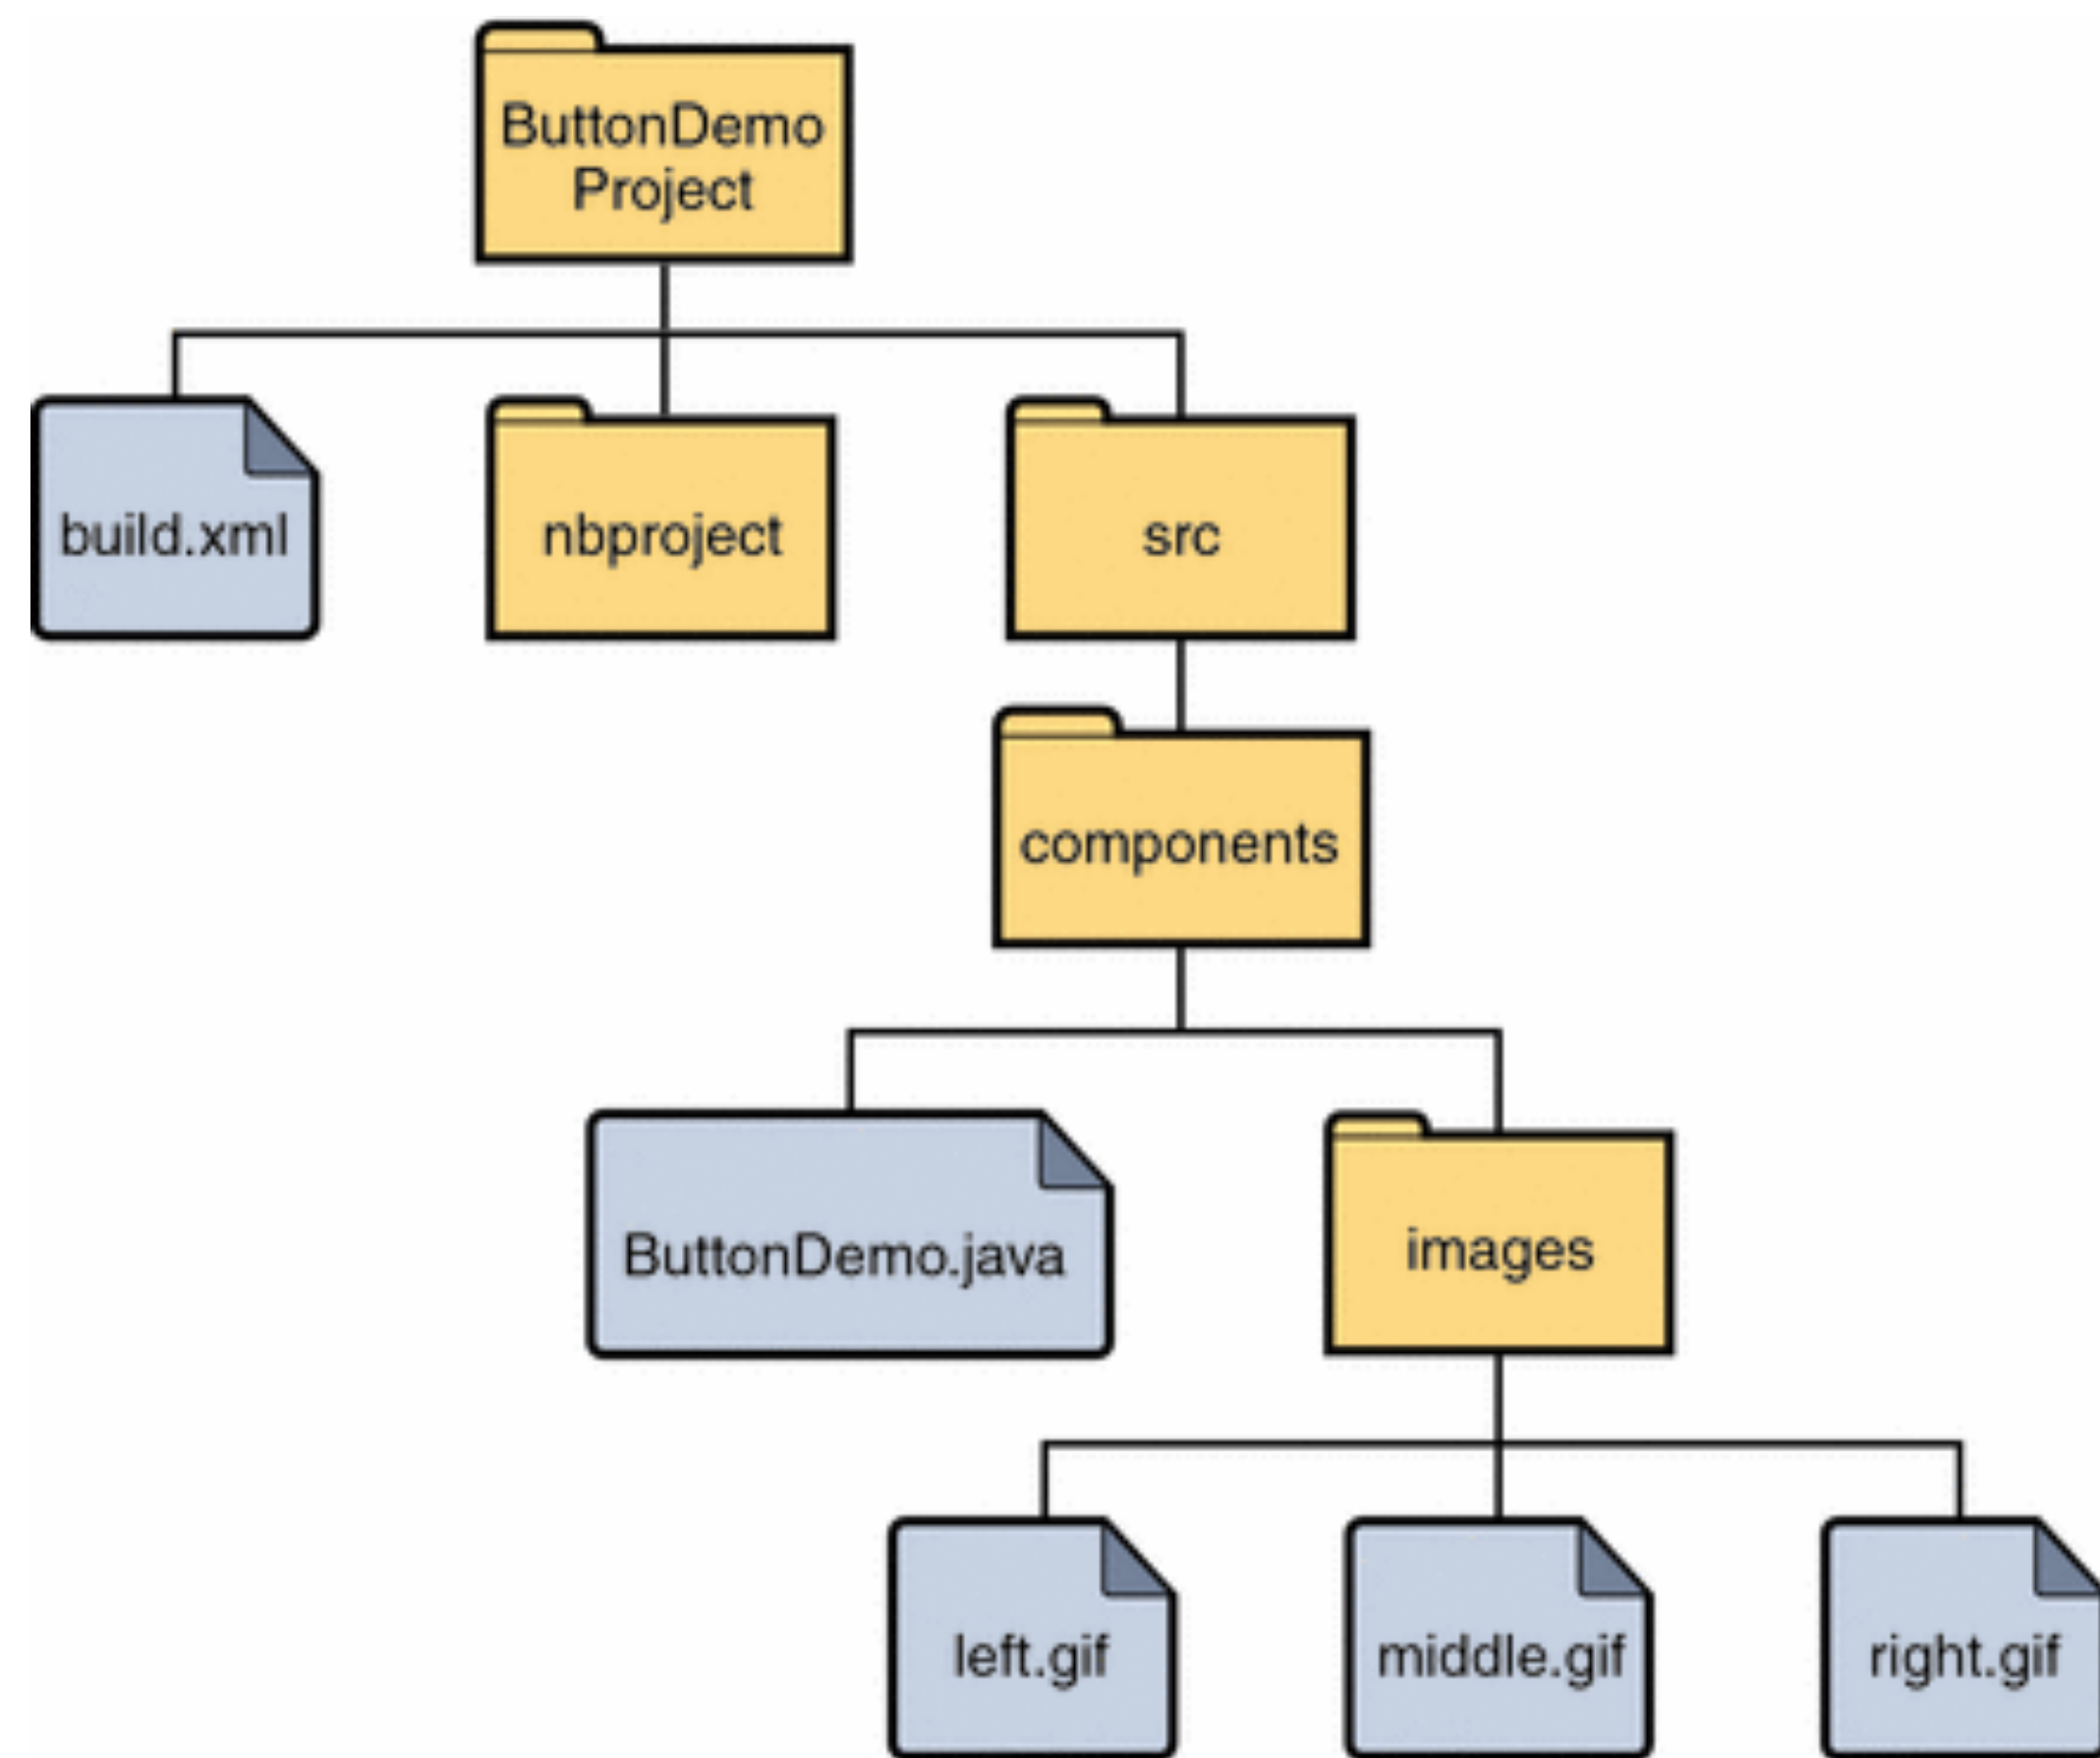 ButtonDemo
Project
build.xml
nbproject
src
components
ButtonDemo.java
images
left.gif
middle.gif
right.gif